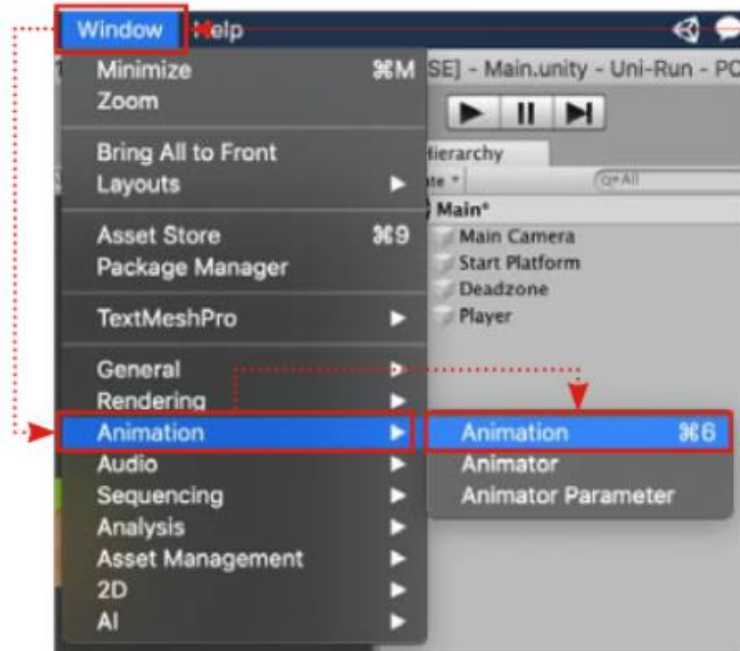 Window Help
Minimize ⌘M
Zoom
Bring All to Front
Layouts
Asset Store ⌘9
Package Manager
TextMeshPro
General
Rendering
Animation
Audio
Sequencing
Analysis
Asset Management
2D
AI
SE] - Main.unity - Uni-Run - PC
Hierarchy
All
Main*
Main Camera
Start Platform
Deadzone
Player
Animation ⌘6
Animator
Animator Parameter